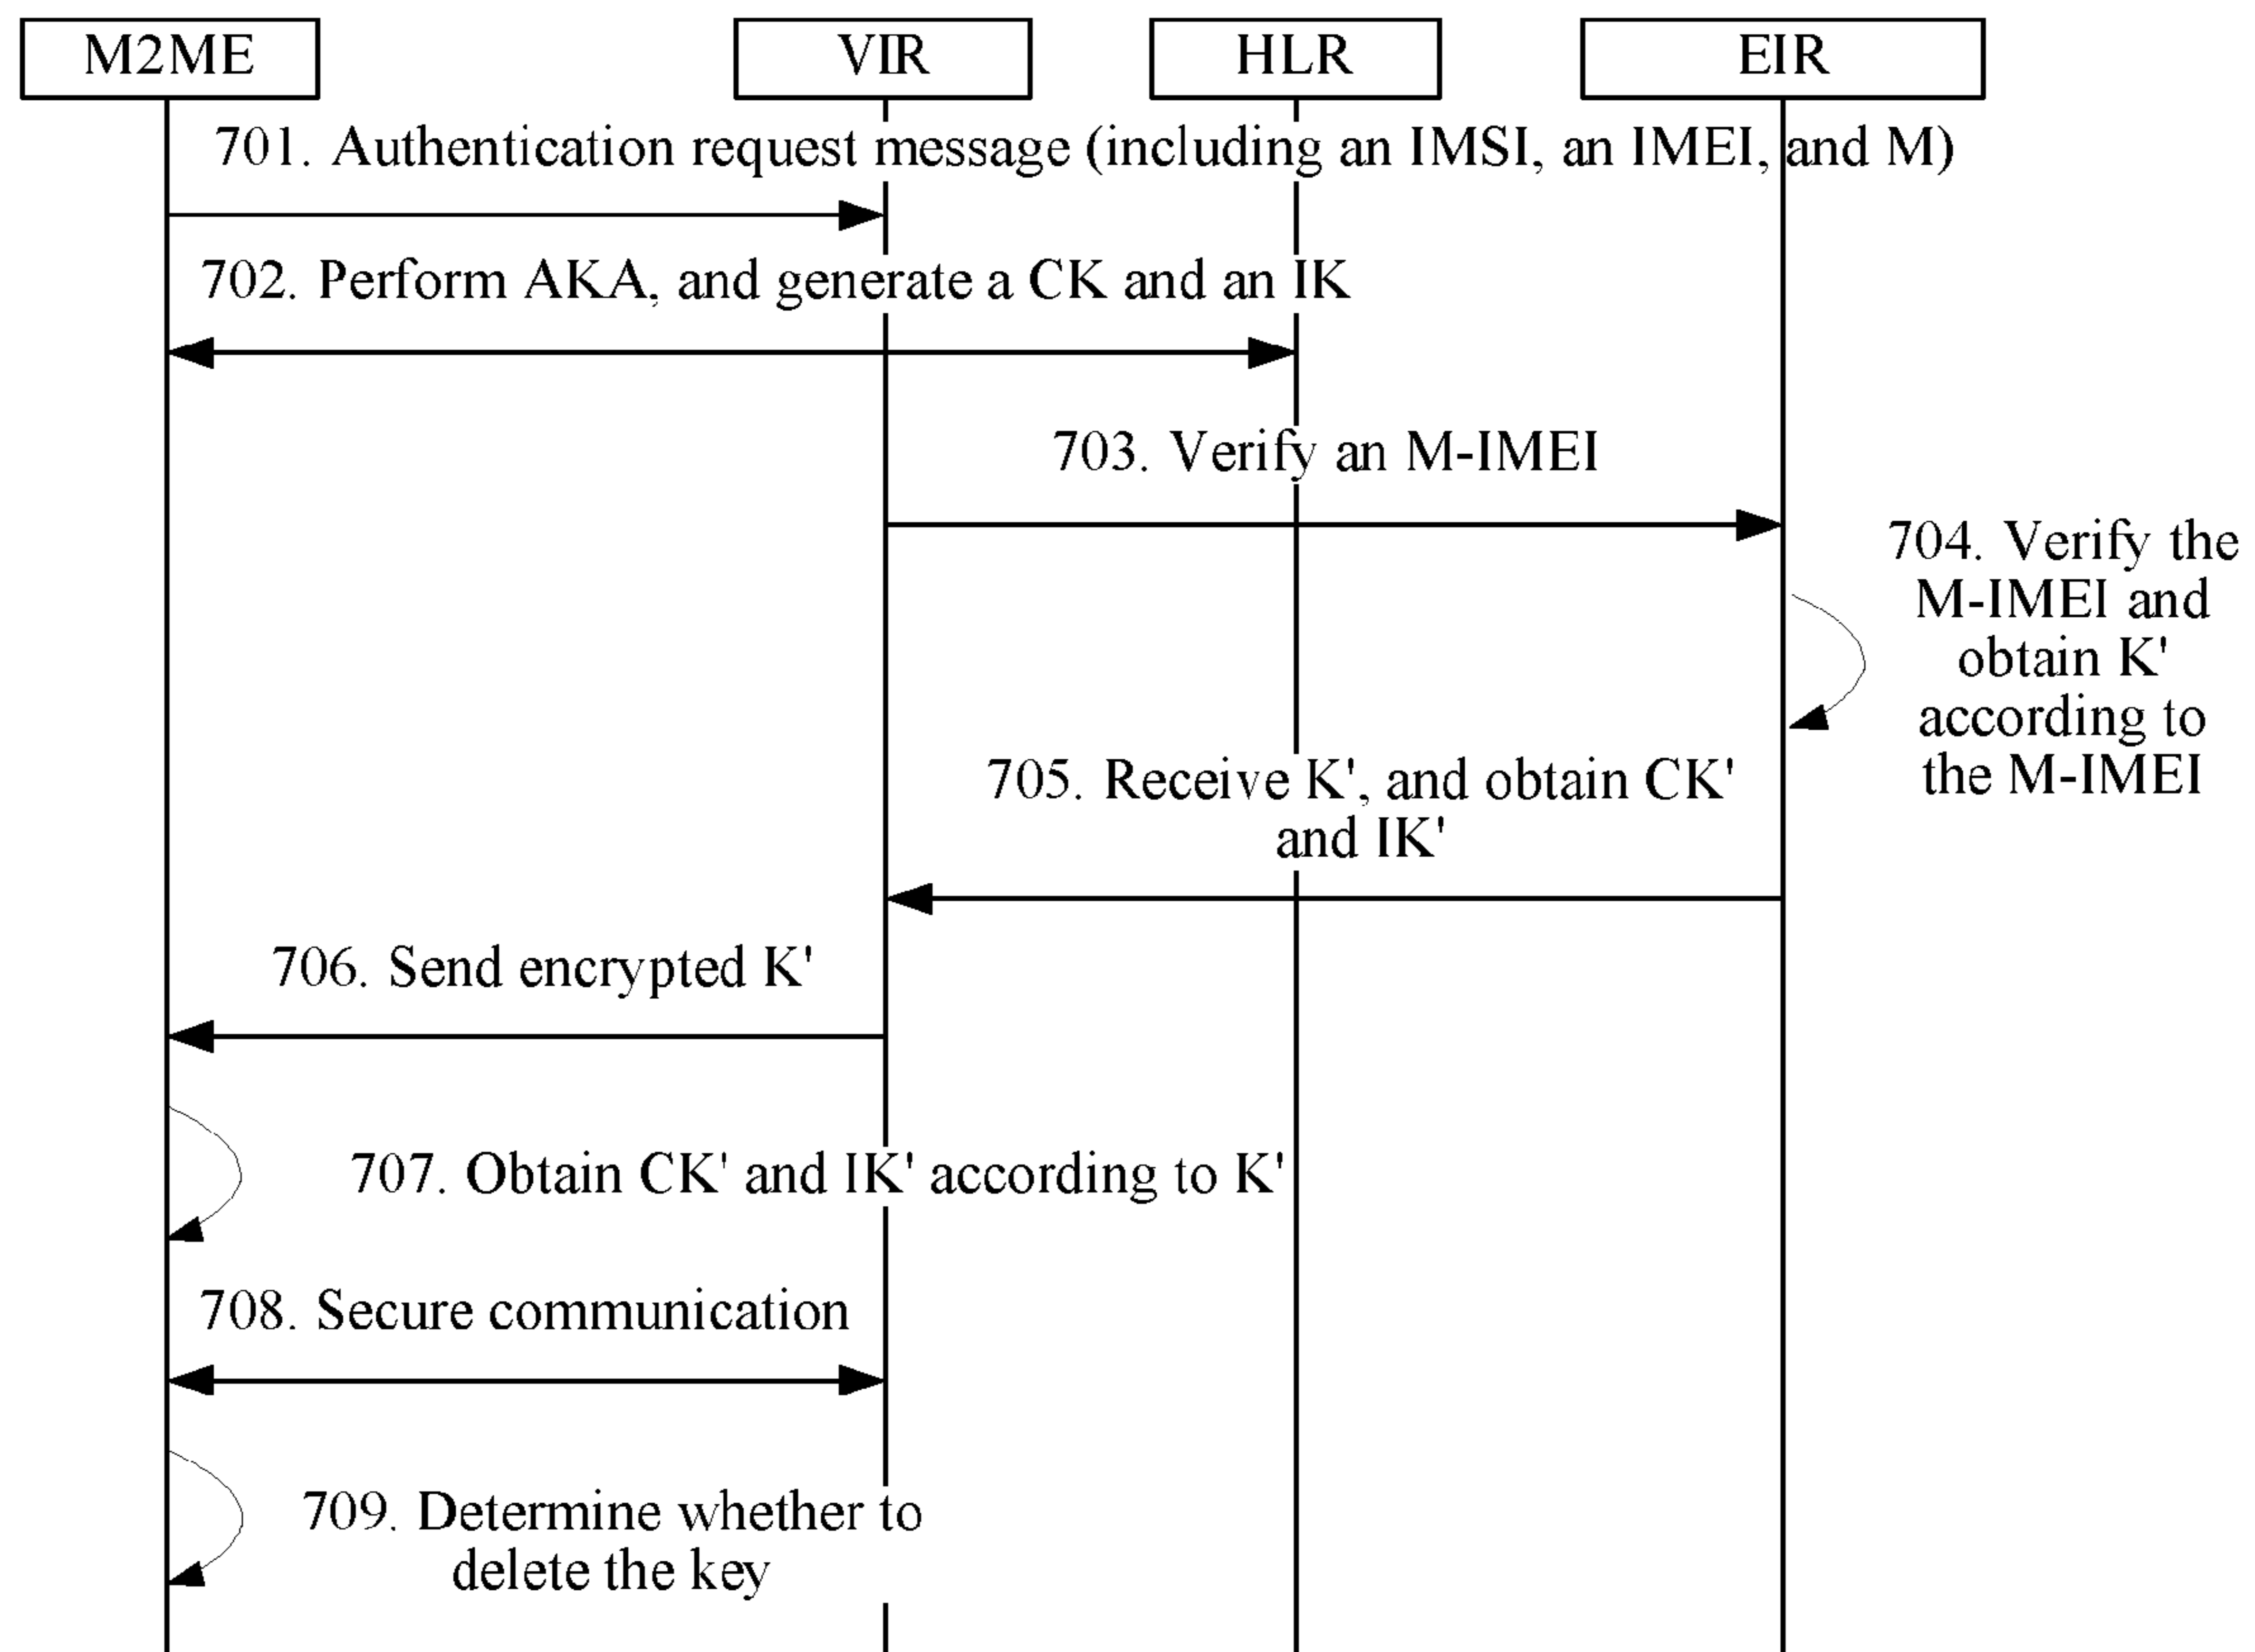 M2ME
VIR
HLR
EIR
701. Authentication request message (including an IMSI, an IMEI, and M)
702. Perform AKA, and generate a CK and an IK
703. Verify an M-IMEI
704. Verify the
M-IMEI and
obtain K'
according to
the M-IMEI
705. Receive K', and obtain CK'
and IK'
706. Send encrypted K'
707. Obtain CK' and IK' according to K'
708. Secure communication
709. Determine whether to
delete the key